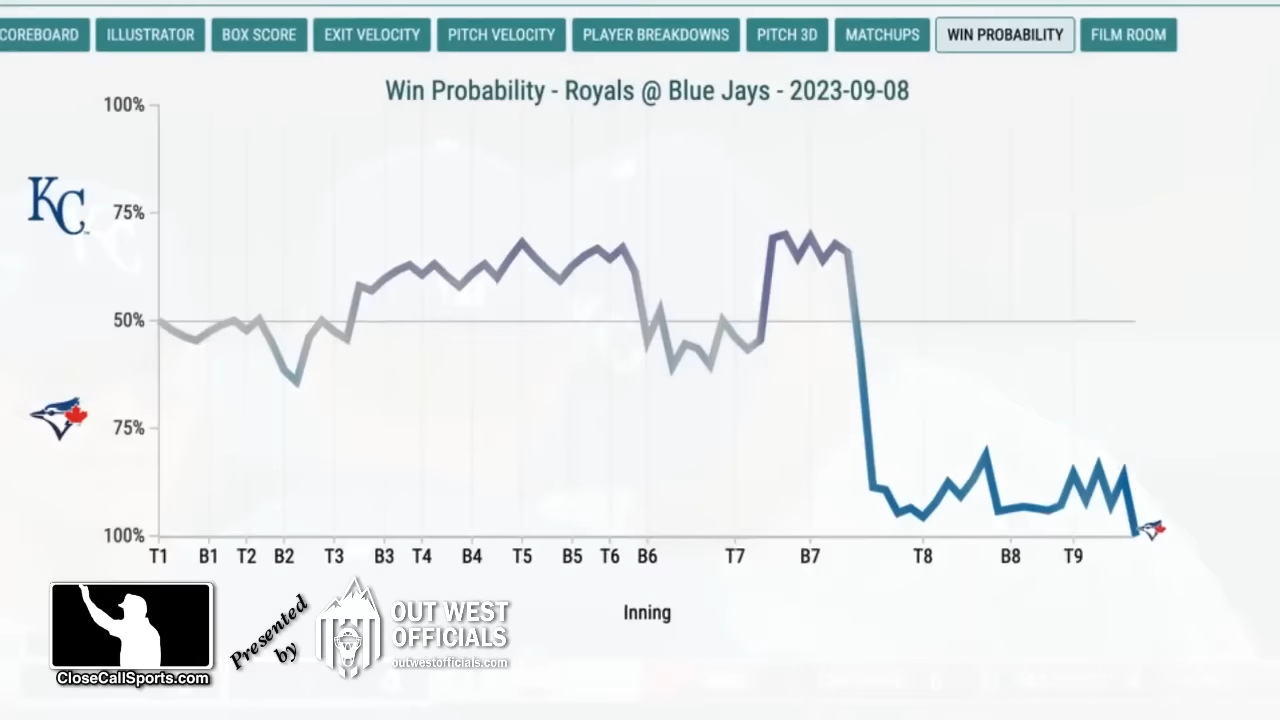 COREBOARD
ILLUSTRATOR
BOX SCORE
EXIT VELOCITY
PITCH VELOCITY
PLAYER BREAKDOWNS
PITCH 3D
MATCHUPS
WIN PROBABILITY
FILM ROOM
Win Probability - Royals @ Blue Jays - 2023-09-08
100%
KC
75%
50%
75%
100%
T1 B1 T2 B2 T3 B3 T4 B4 T5 B5 T6 B6 T7 B7 T8 B8 T9
Inning
CloseCallSports.com
Presented
by
OUT WEST
OFFICIALS
outwestofficials.com